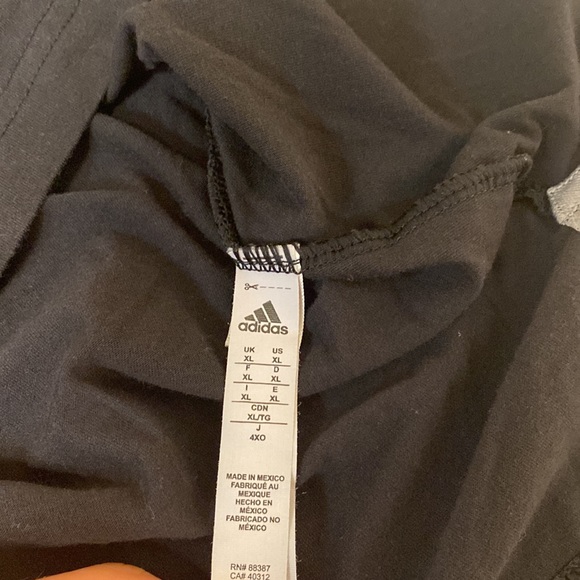 adidas
UK US
XL XL
F D
XL XL
I E
XL XL
CDN
XL/TG
J
4XO
MADE IN MEXICO
FABRIQUÉ AU
MEXIQUE
HECHO EN
MÉXICO
FABRICADO NO
MÉXICO
RN# 88387
CA# 40312